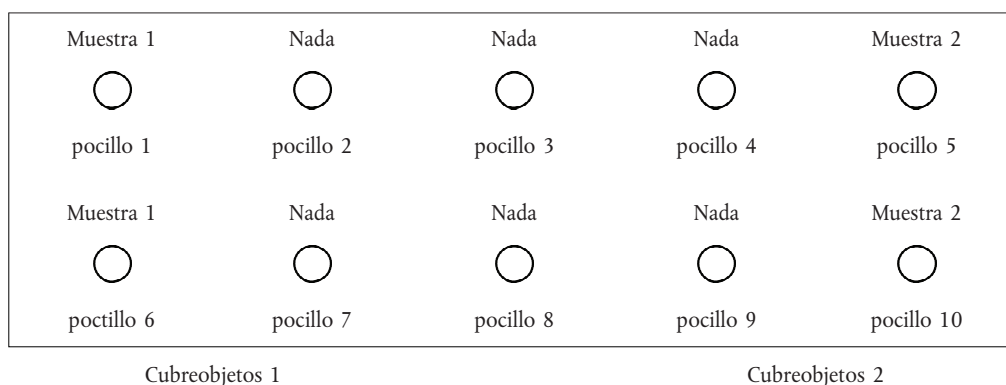 Muestra 1 Nada Nada Nada Muestra 2
pocillo 1 pocillo 2 pocillo 3 pocillo 4 pocillo 5
Muestra 1 Nada Nada Nada Muestra 2
poctillo 6 pocillo 7 pocillo 8 pocillo 9 pocillo 10
Cubreobjetos 1 Cubreobjetos 2